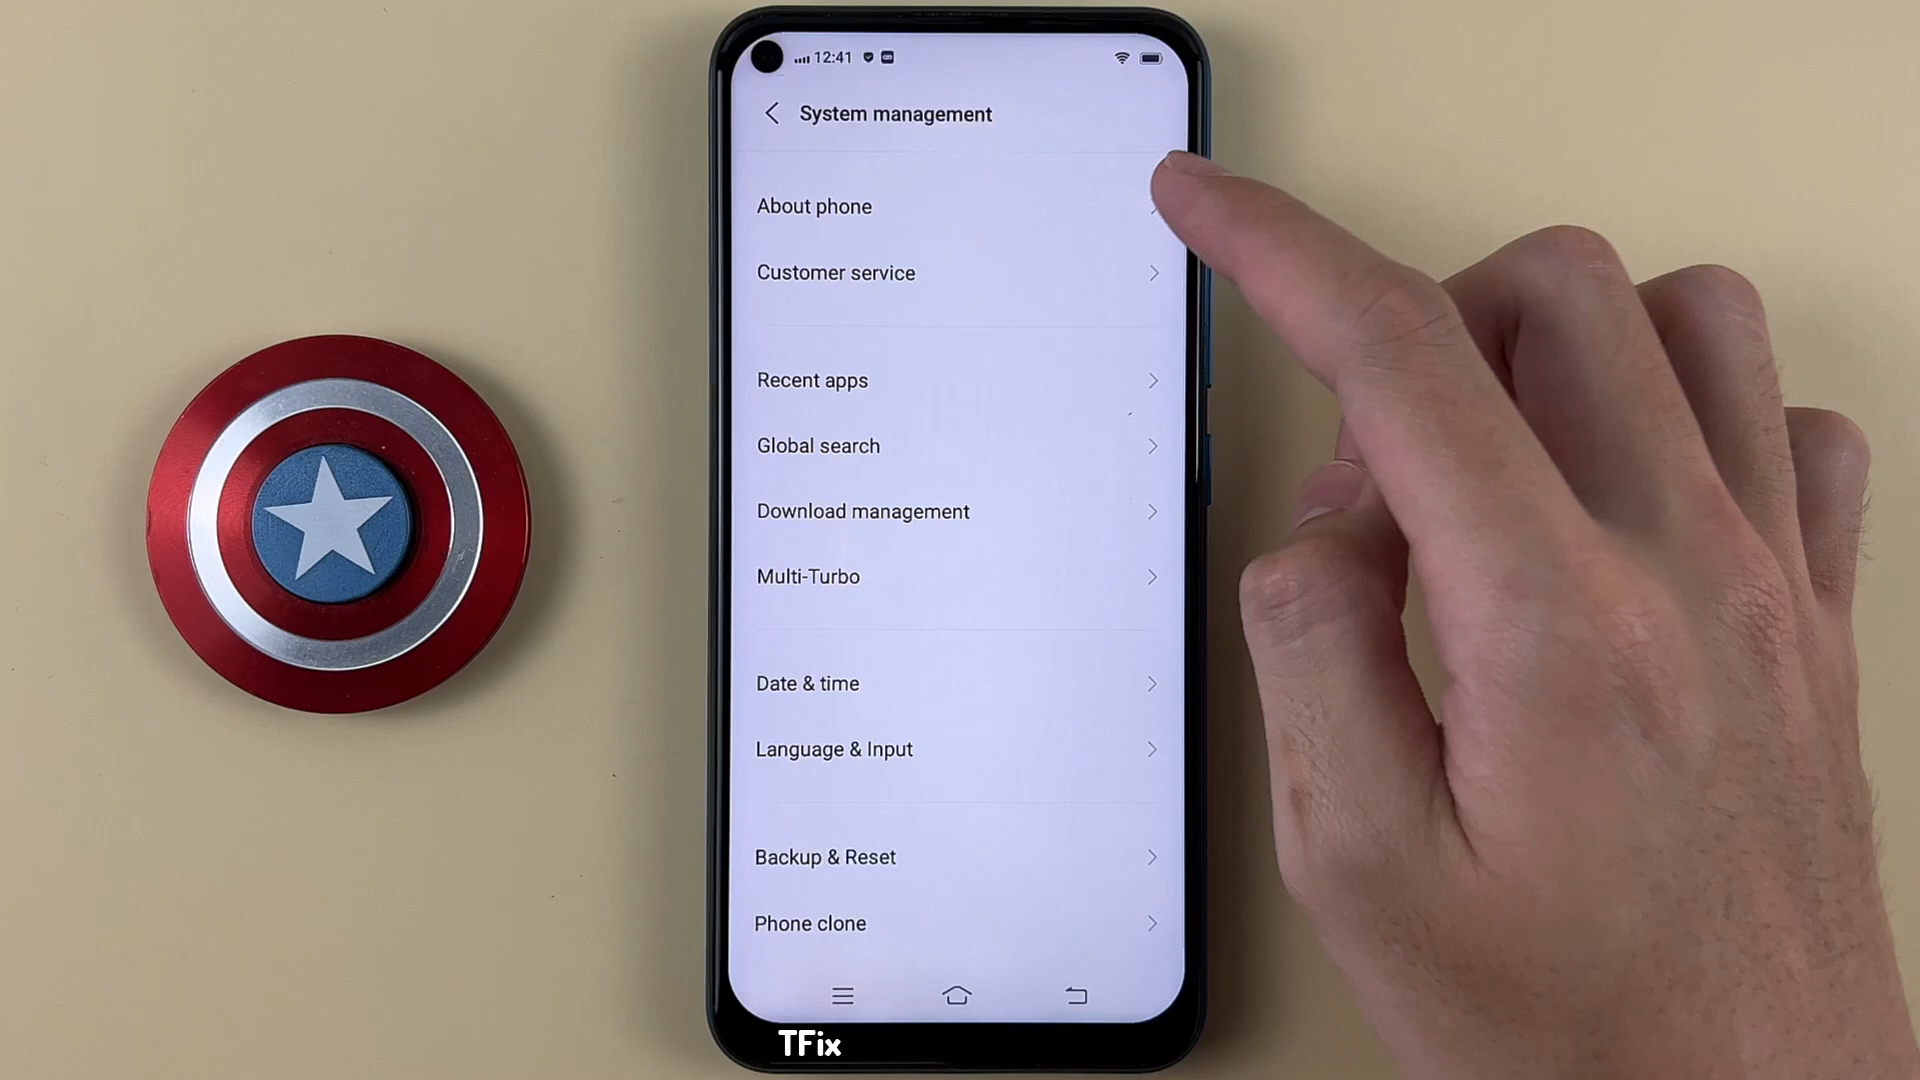 12:41
System management
About phone
Customer service
Recent apps
Global search
Download management
Multi-Turbo
Date & time
Language & Input
Backup & Reset
Phone clone
TFix